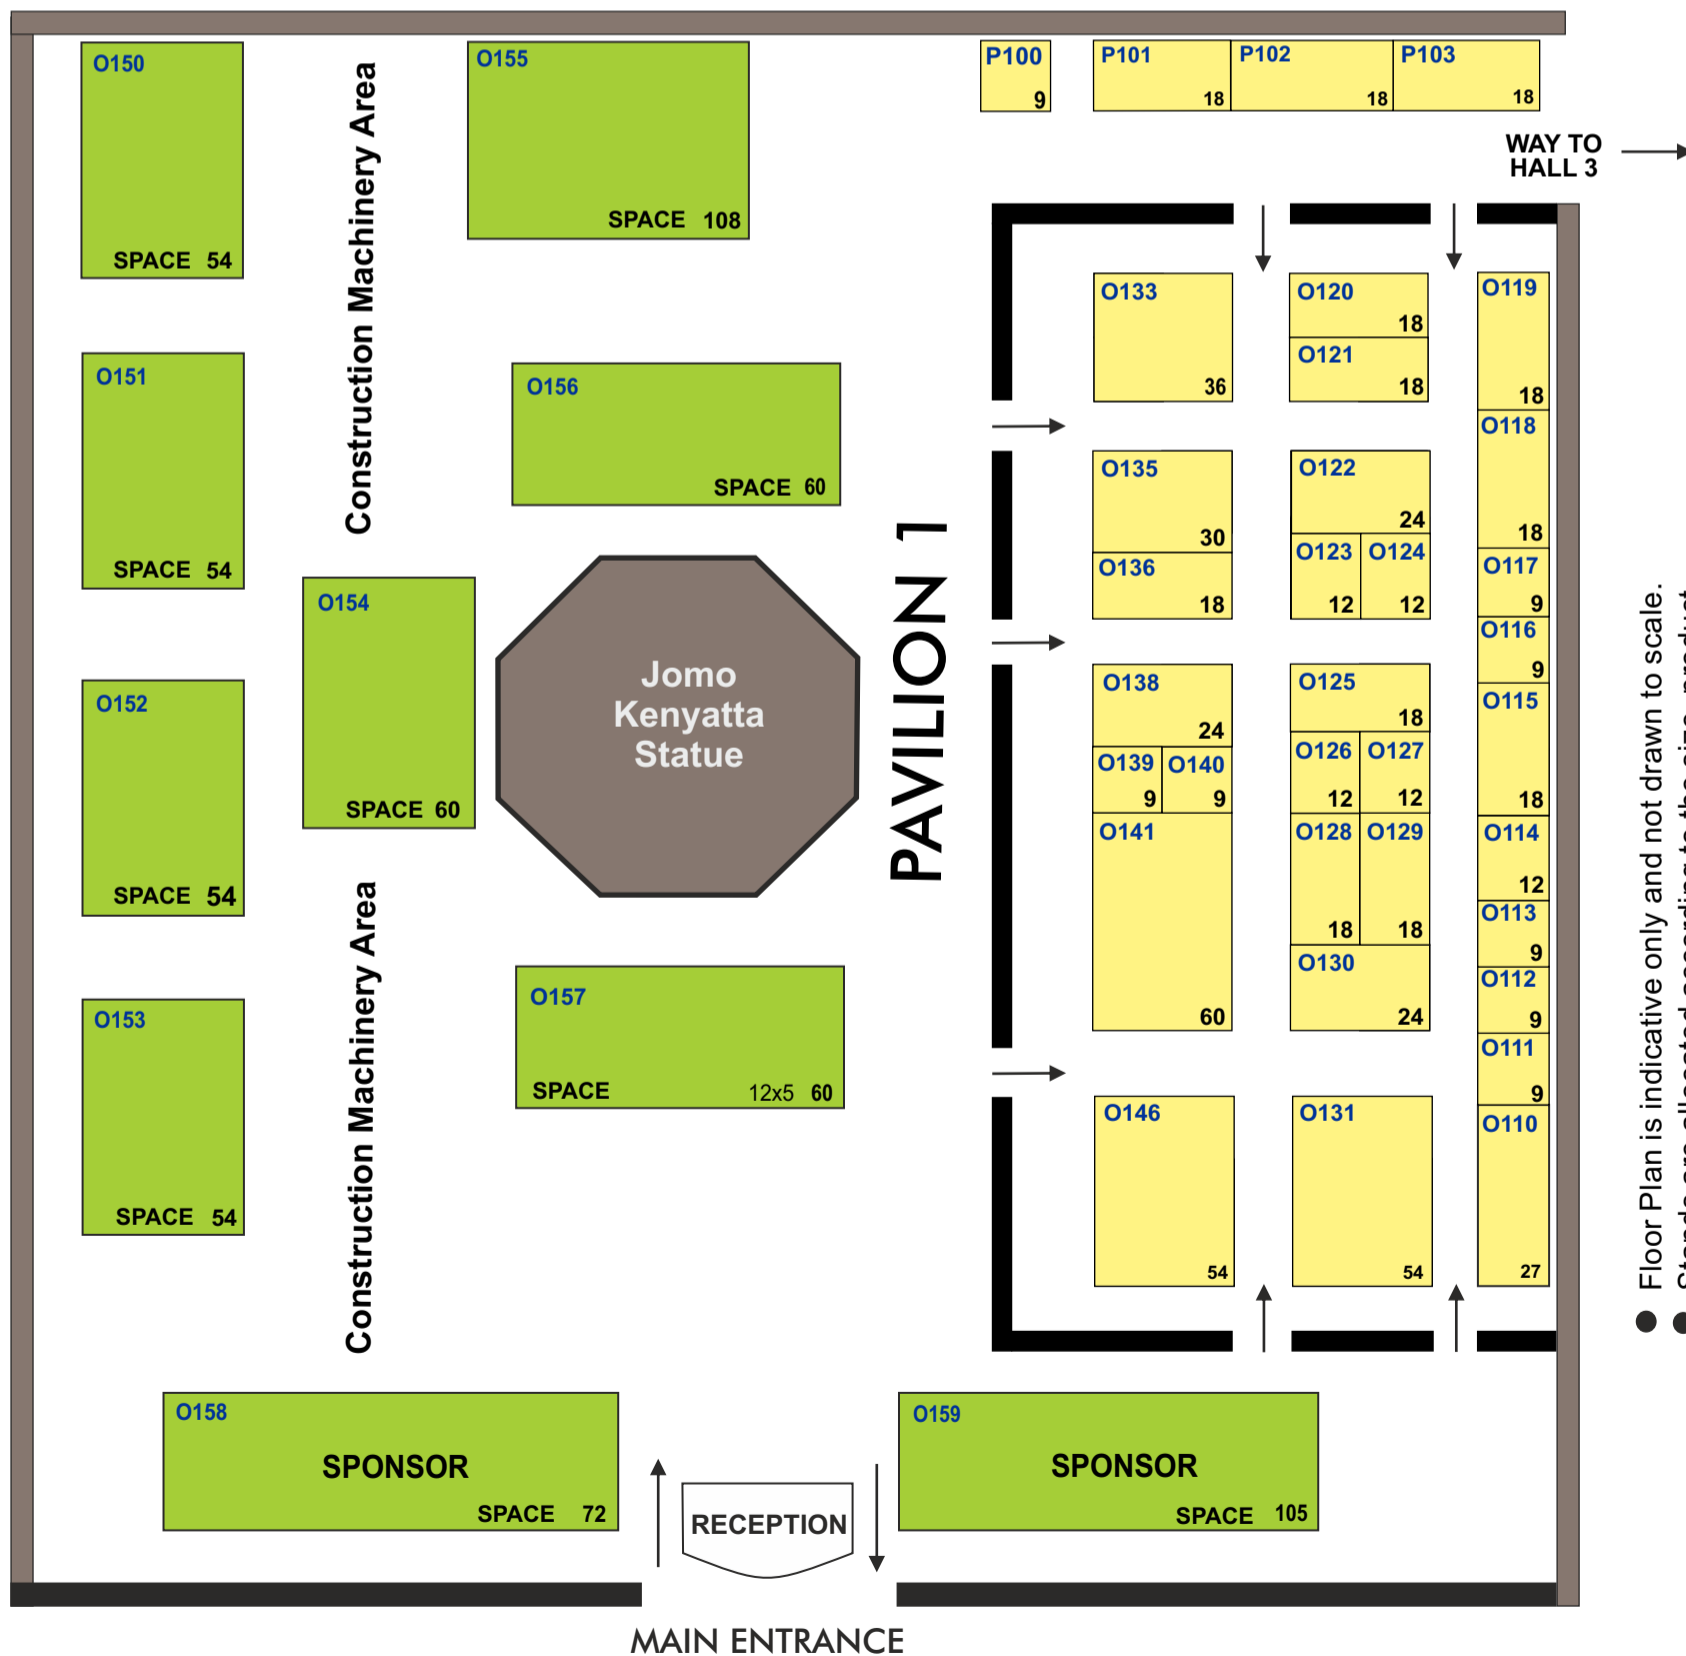 O150
SPACE 54
Construction Machinery Area
O155
SPACE 108
P100
9
P101
18
P102
18
P103
18
WAY TO
HALL 3
O151
SPACE 54
O156
SPACE 60
O154
SPACE 60
Jomo
Kenyatta
Statue
O152
SPACE 54
Construction Machinery Area
O157
SPACE 12x5 60
O153
SPACE 54
PAVILION 1
O133
36
O135
30
O136
18
O138
24
O139
9
O140
9
O141
60
O146
54
O120
18
O121
18
O122
24
O123
12
O124
12
O125
18
O126
12
O127
12
O128
18
O129
18
O130
24
O131
54
O119
18
O118
18
O117
9
O116
9
O115
18
O114
12
O113
9
O112
9
O111
9
O110
27
O158
SPONSOR
SPACE 72
RECEPTION
O159
SPONSOR
SPACE 105
MAIN ENTRANCE
● Floor Plan is indicative only and not drawn to scale.